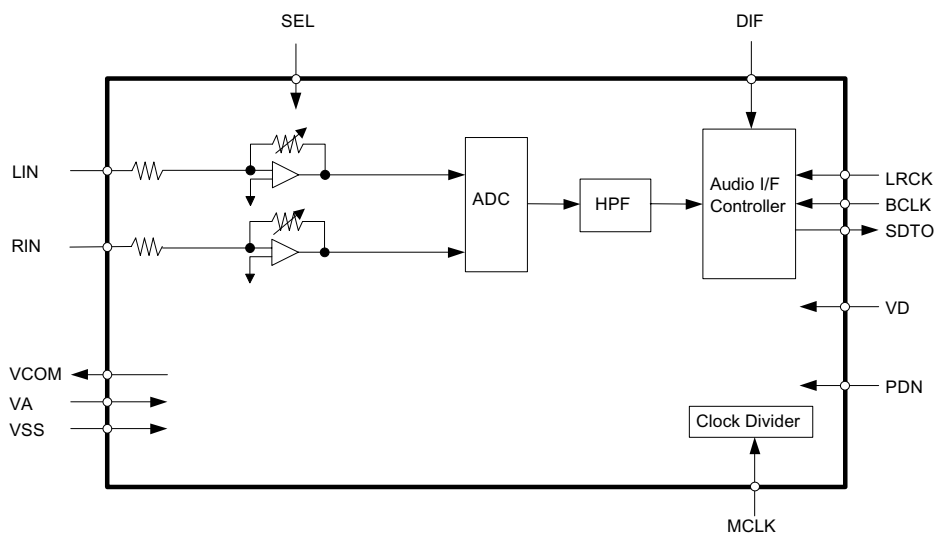 SEL
DIF
LIN
RIN
ADC
HPF
Audio I/F
Controller
LRCK
BCLK
SDTO
VD
VCOM
VA
VSS
PDN
Clock Divider
MCLK